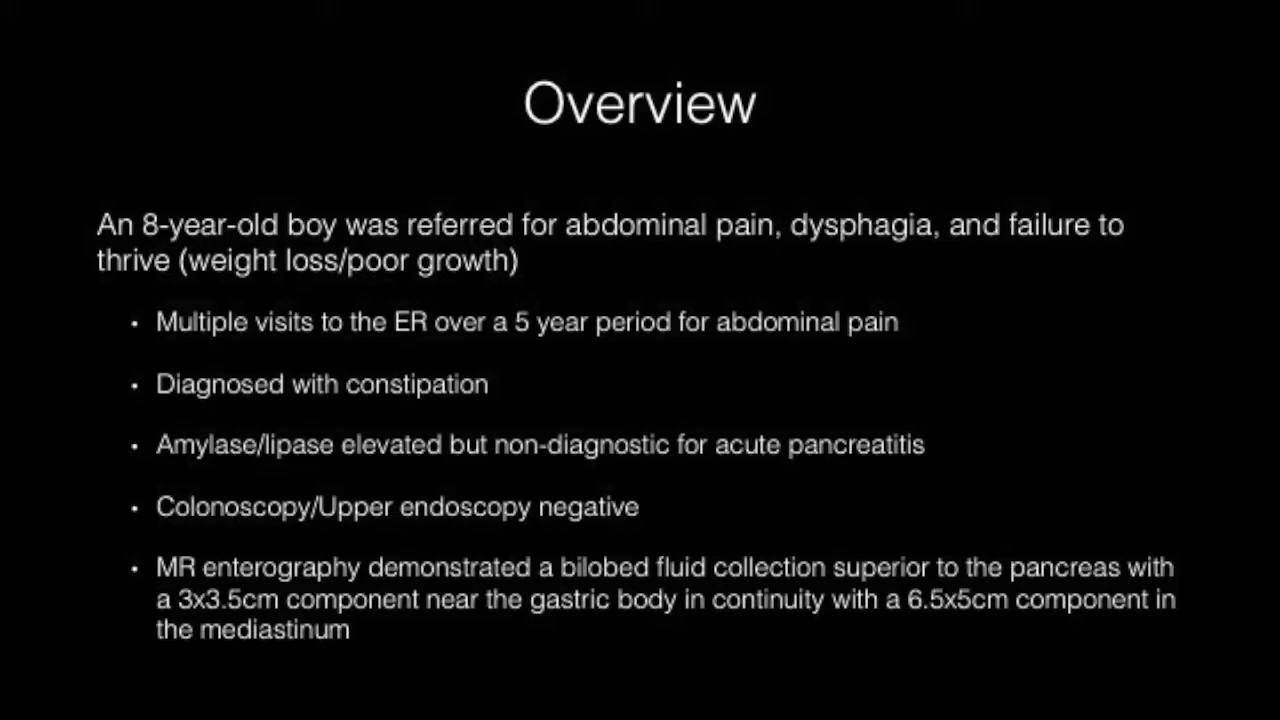 Overview
An 8-year-old boy was referred for abdominal pain, dysphagia, and failure to
thrive (weight loss/poor growth)
• Multiple visits to the ER over a 5 year period for abdominal pain
• Diagnosed with constipation
• Amylase/lipase elevated but non-diagnostic for acute pancreatitis
• Colonoscopy/Upper endoscopy negative
• MR enterography demonstrated a bilobed fluid collection superior to the pancreas with
a 3x3.5cm component near the gastric body in continuity with a 6.5x5cm component in
the mediastinum